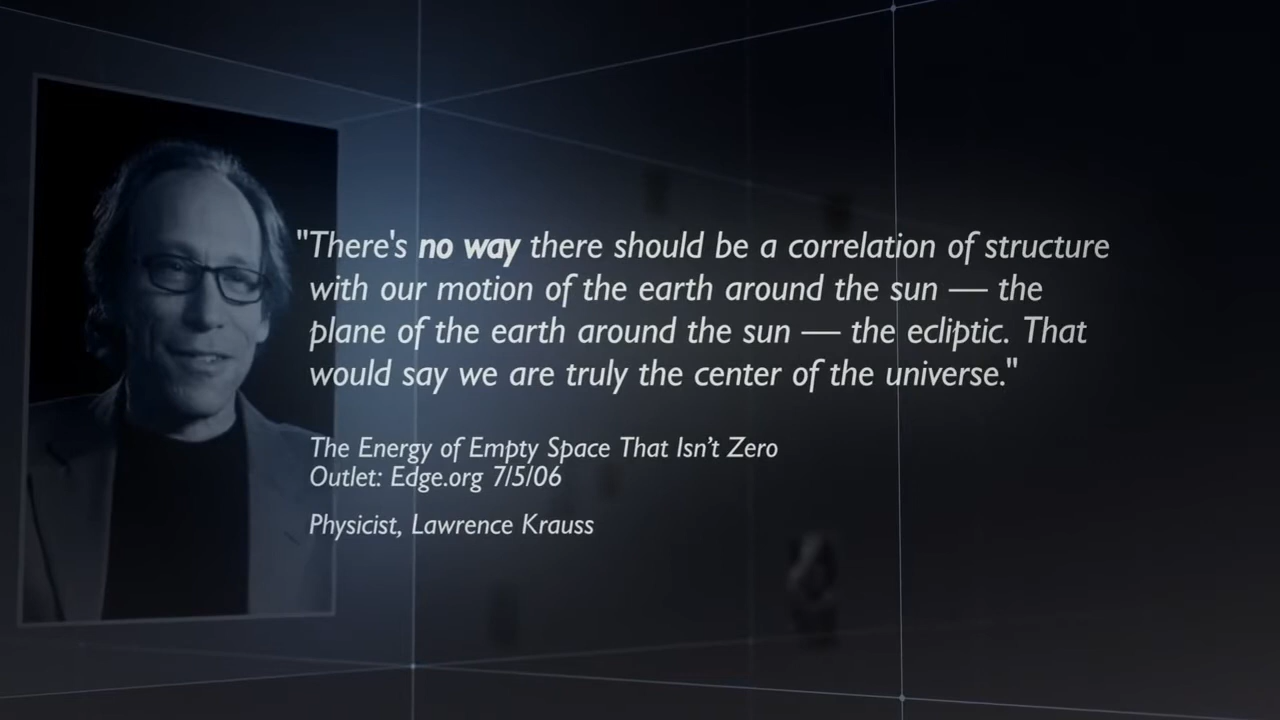 "There's no way there should be a correlation of structure
with our motion of the earth around the sun — the
plane of the earth around the sun — the ecliptic. That
would say we are truly the center of the universe."
The Energy of Empty Space That Isn’t Zero
Outlet: Edge.org 7/5/06
Physicist, Lawrence Krauss